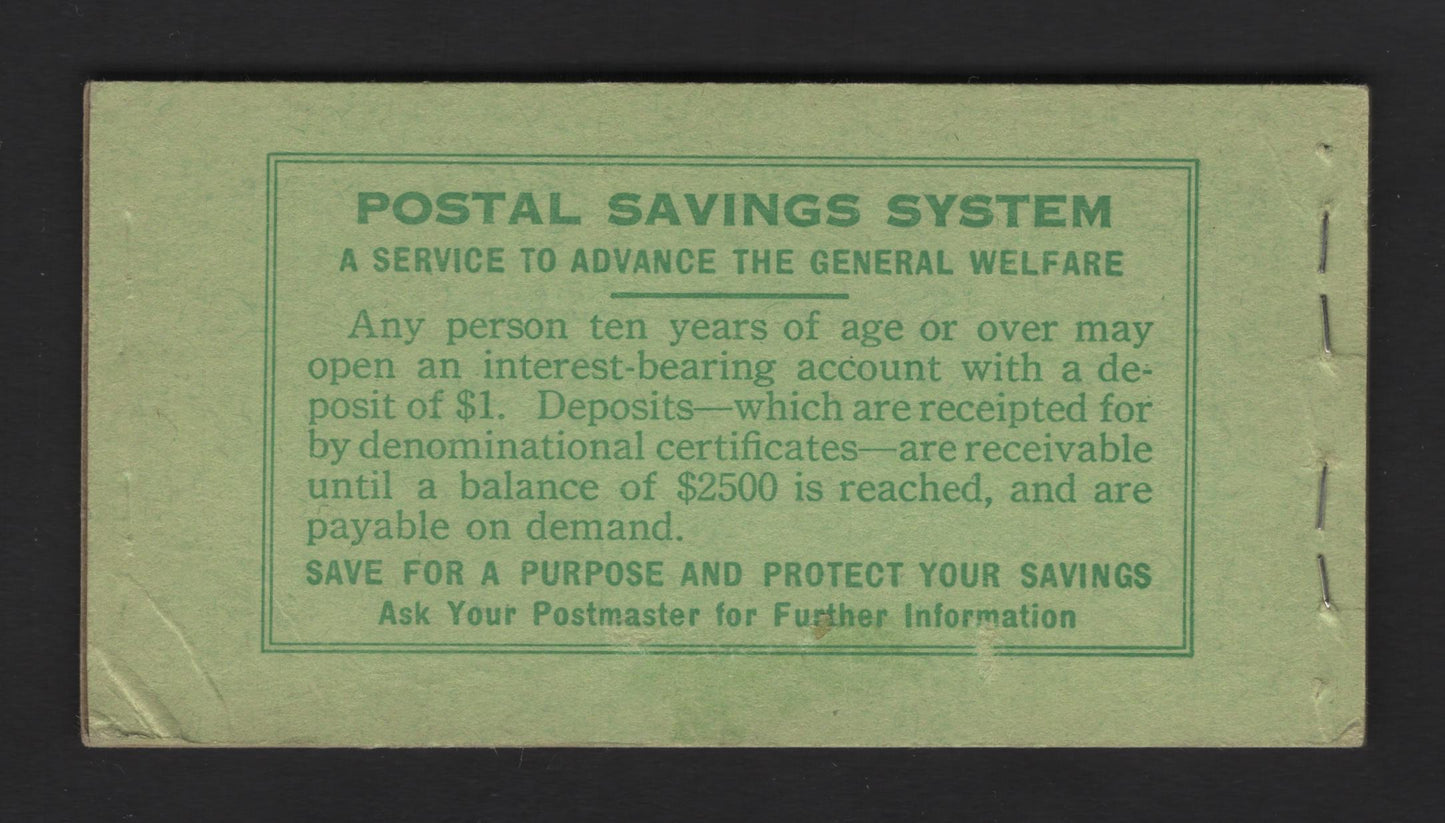 POSTAL SAVINGS SYSTEM
A SERVICE TO ADVANCE THE GENERAL WELFARE
Any person ten years of age or over may
open an interest-bearing account with a de-
posit of $1. Deposits—which are receipted for
by denominational certificates—are receivable
until a balance of $2500 is reached, and are
payable on demand.
SAVE FOR A PURPOSE AND PROTECT YOUR SAVINGS
Ask Your Postmaster for Further Information